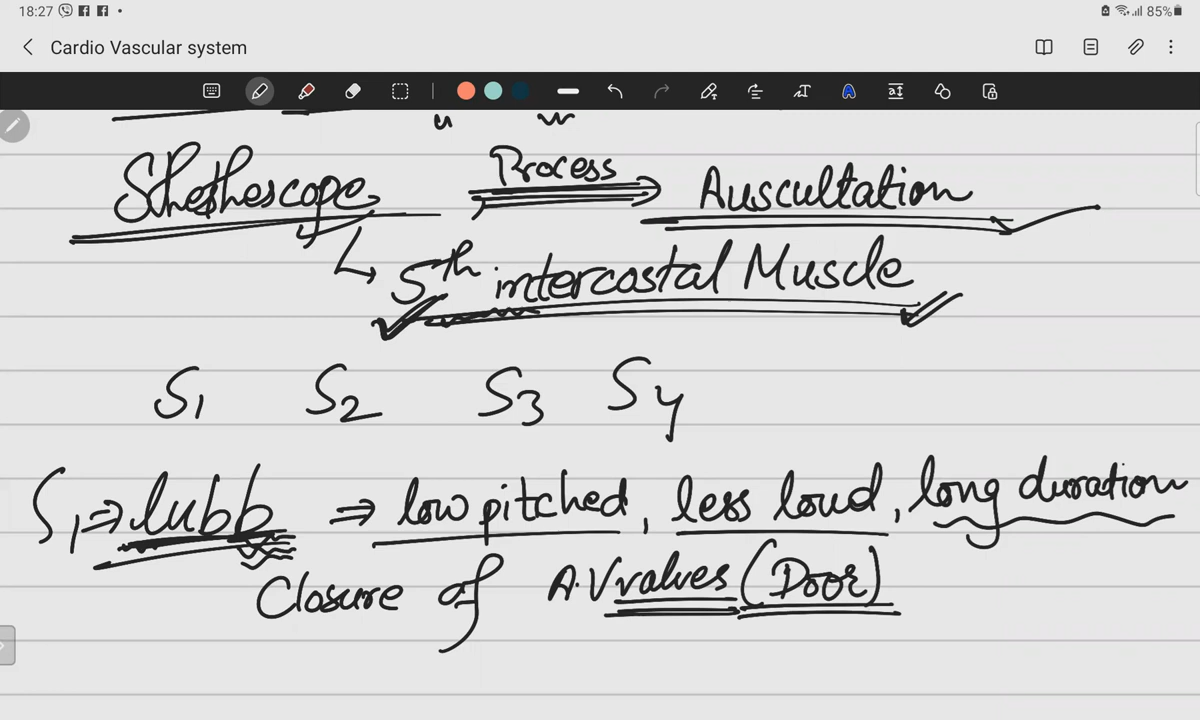 18:27 85%
Cardio Vascular system
Shethescope Process Auscultation
5th intercostal Muscle
S1 S2 S3 S4
S1 ⇒ lubb ⇒ low pitched, less loud, long duration
Closure of A.V valves (Door)